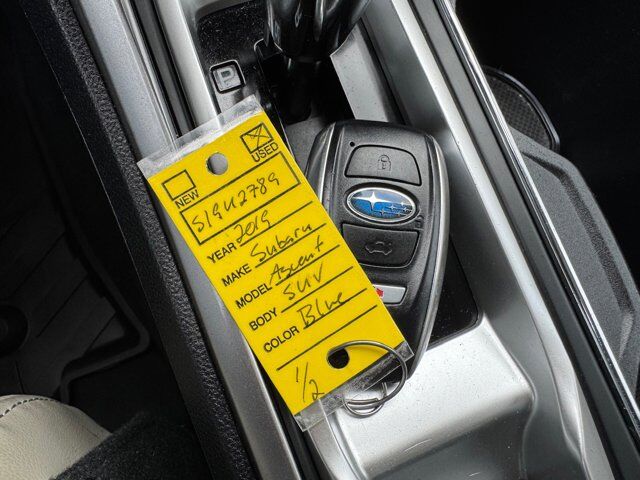 P
NEW
USED
S19U2789
YEAR 2019
MAKE Subaru
MODEL Ascent
BODY SUV
COLOR Blue
1/2